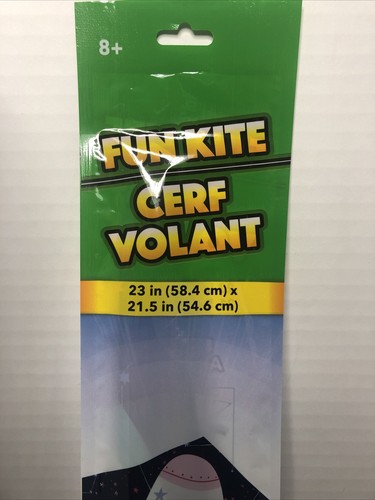 8+
FUN KITE
CERF
VOLANT
23 in (58.4 cm) x
21.5 in (54.6 cm)